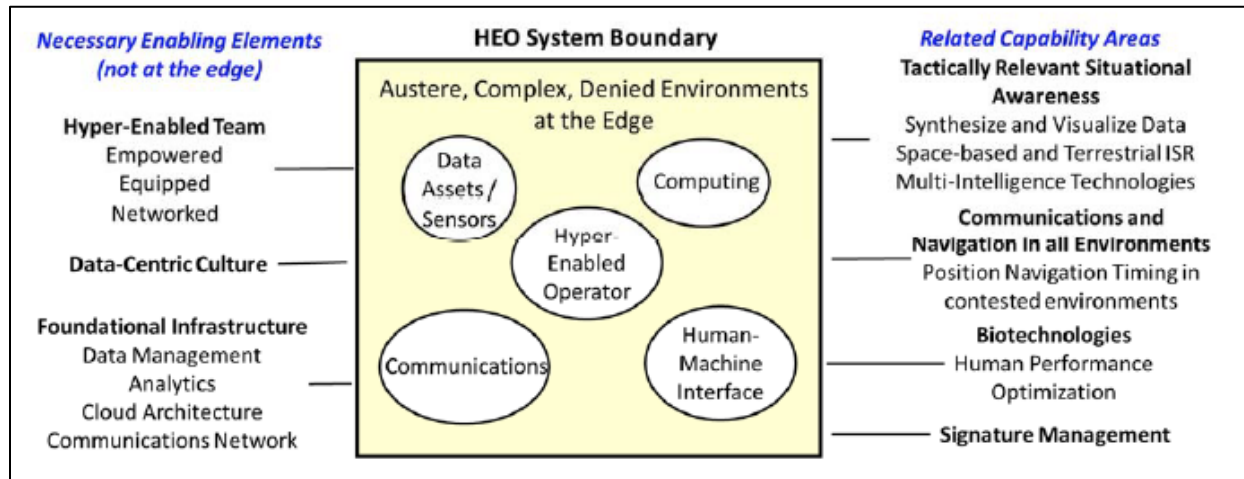 Necessary Enabling Elements
(not at the edge)
Hyper-Enabled Team
Empowered
Equipped
Networked
Data-Centric Culture
Foundational Infrastructure
Data Management
Analytics
Cloud Architecture
Communications Network
HEO System Boundary
Austere, Complex, Denied Environments
at the Edge
Data
Assets/
Sensors
Computing
Hyper-
Enabled
Operator
Communications
Human-
Machine
Interface
Related Capability Areas
Tactically Relevant Situational
Awareness
Synthesize and Visualize Data
Space-based and Terrestrial ISR
Multi-Intelligence Technologies
Communications and
Navigation in all Environments
Position Navigation Timing in
contested environments
Biotechnologies
Human Performance
Optimization
Signature Management